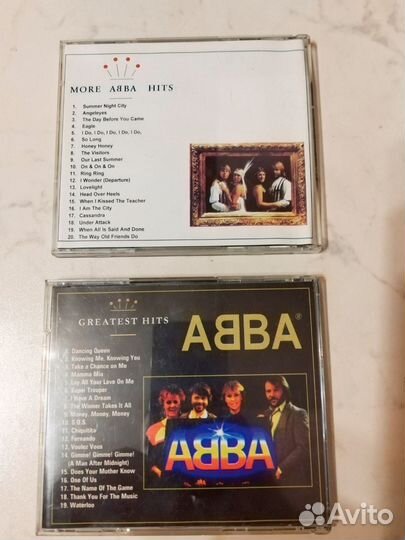 MORE AᗺBA HITS
1. Summer Night City
2. Angeleyes
3. The Day Before You Came
4. Eagle
5. I Do, I Do, I Do, I Do, I Do,
6. So Long
7. Honey Honey
8. The Visitors
9. Our Last Summer
10. On & On & On
11. Ring Ring
12. I Wonder (Departure)
13. Lovelight
14. Head Over Heels
15. When I Kissed The Teacher
16. I Am The City
17. Cassandra
18. Under Attack
19. When All Is Said And Done
20. The Way Old Friends Do
GREATEST HITS
AᗺBA®
1. Dancing Queen
2. Knowing Me, Knowing You
3. Take a Chance on Me
4. Mamma Mia
5. Lay All Your Love on Me
6. Super Trouper
7. I Have A Dream
8. The Winner Takes It All
9. Money, Money, Money
10. S.O.S.
11. Chiquitita
12. Fernando
13. Voulez Vous
14. Gimme! Gimme! Gimme!
(A Man After Midnight)
15. Does Your Mother Know
16. One Of Us
17. The Name Of The Game
18. Thank You For The Music
19. Waterloo
AᗺBA
Avito